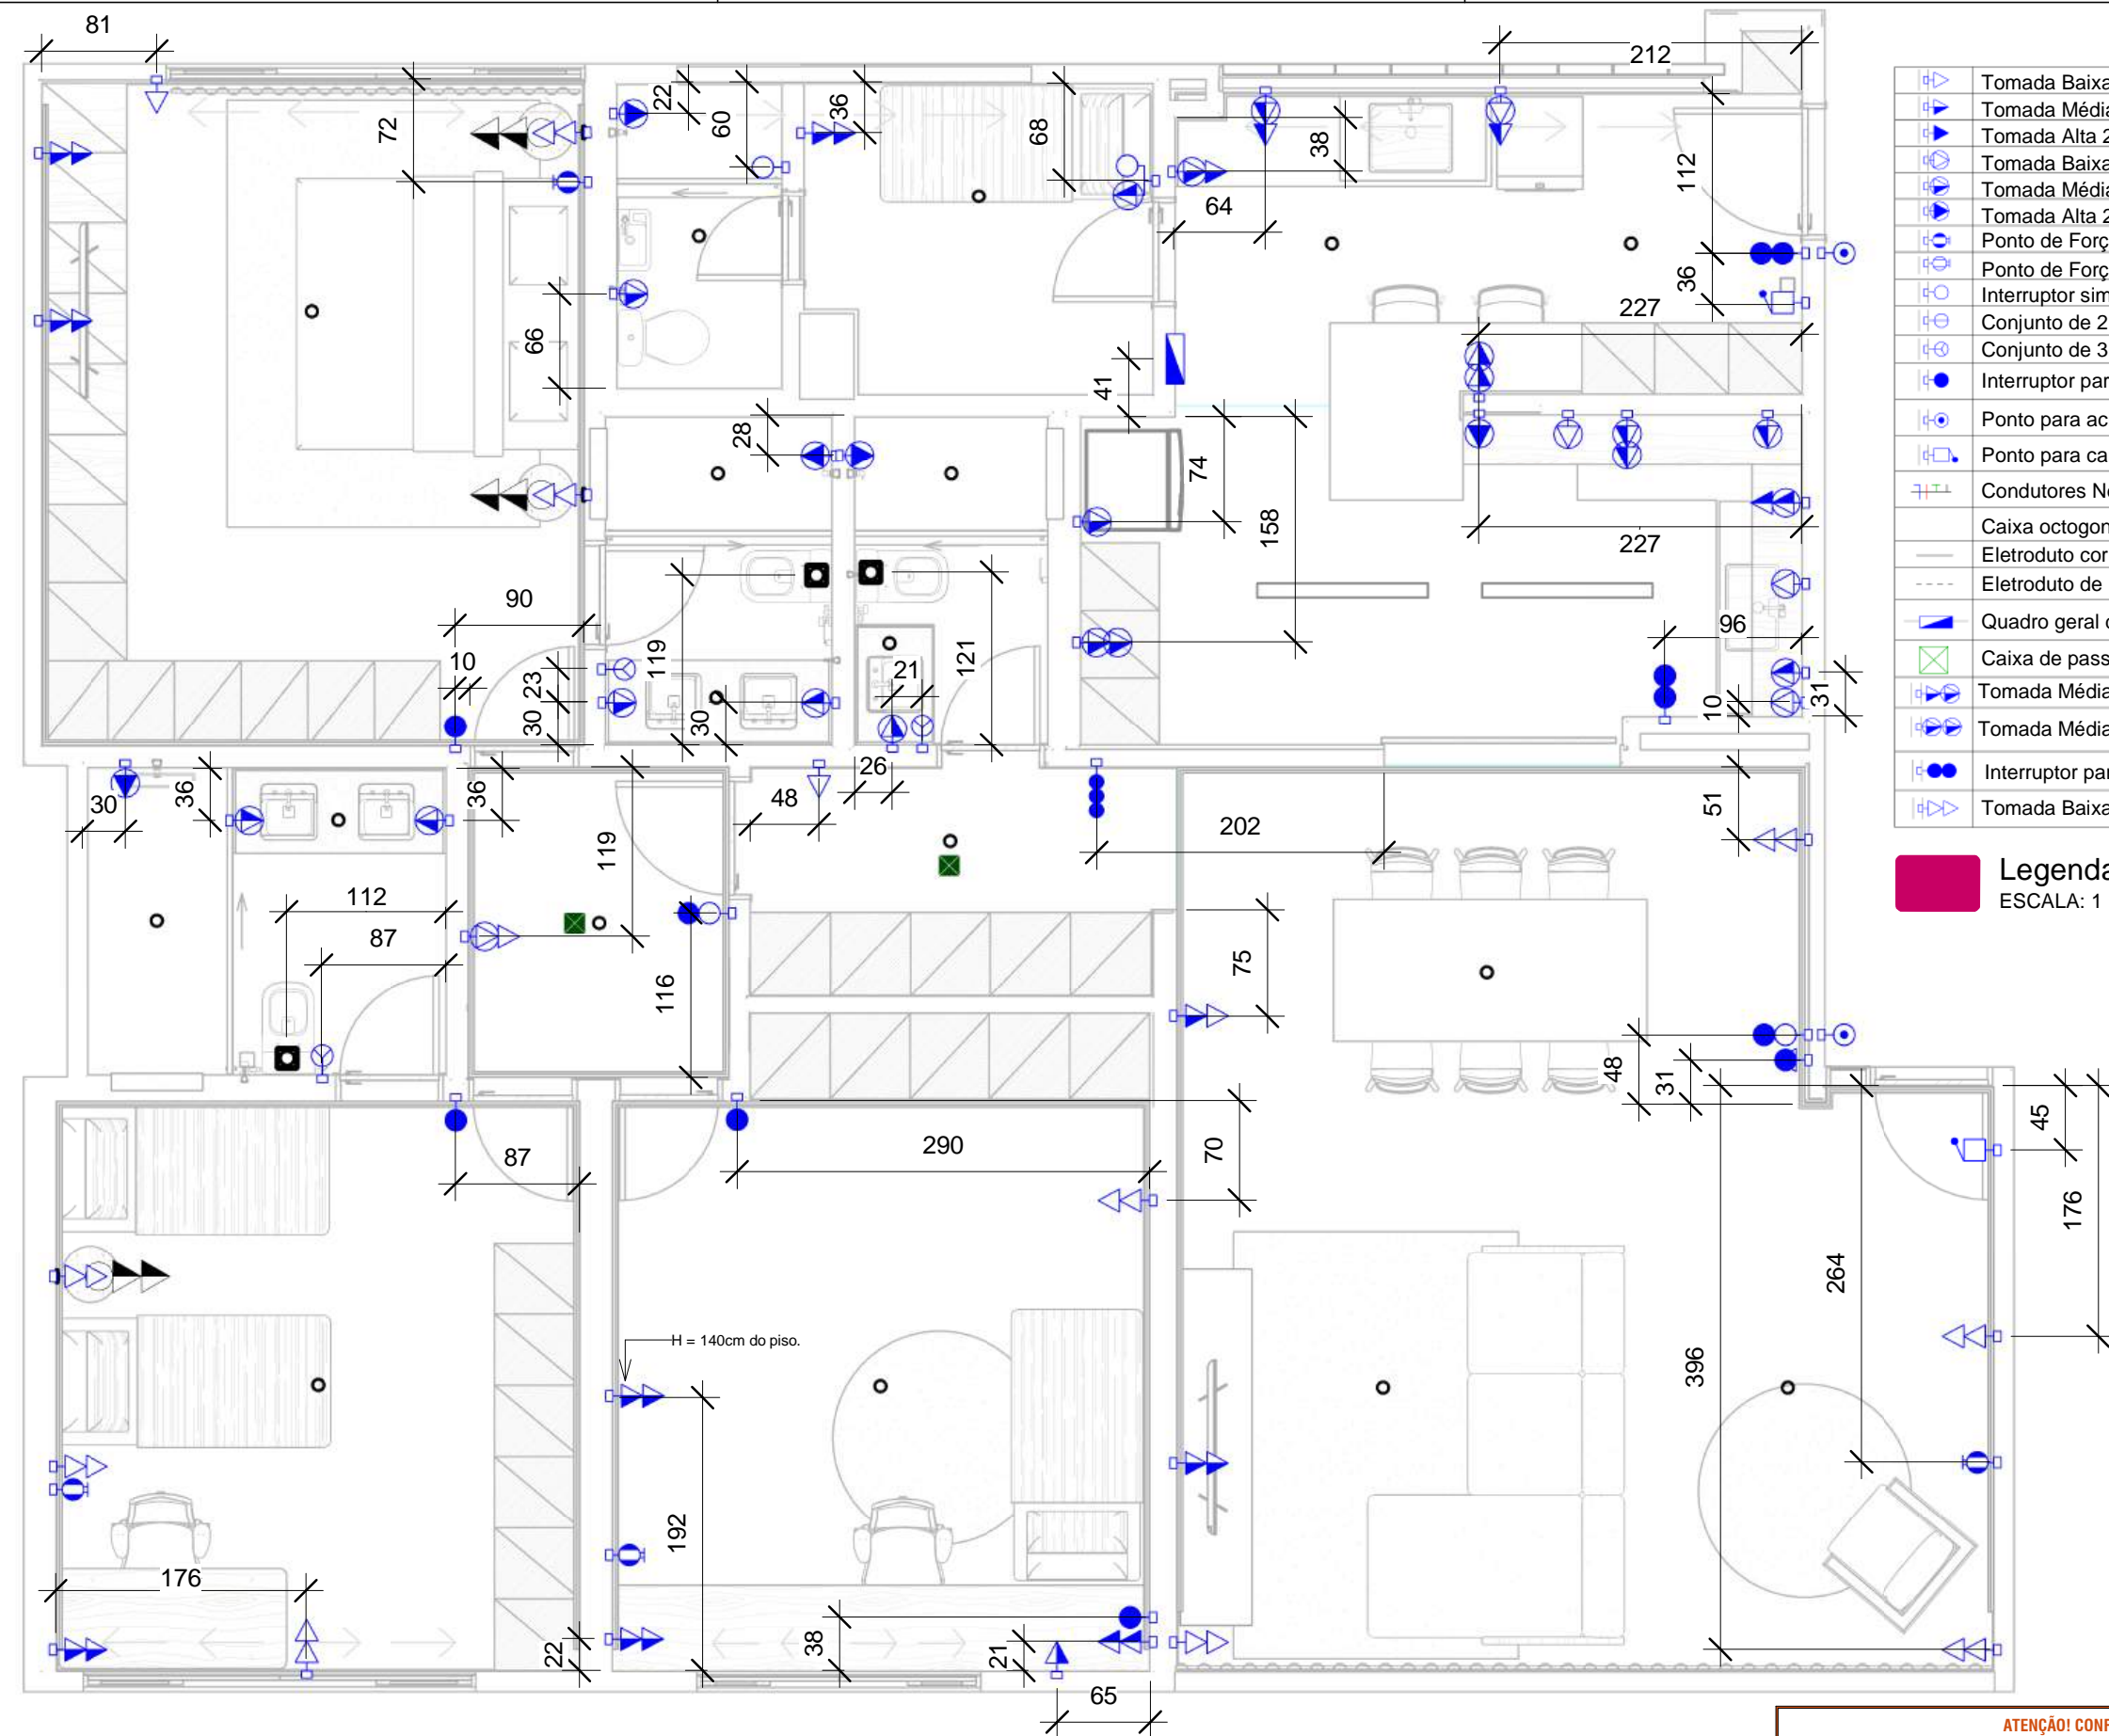 81
212
22
36
72
60
68
38
112
64
36
227
66
41
28
74
158
227
90
96
10
23
119
21
121
30
30
10
31
26
36
36
30
48
51
119
202
112
87
75
116
48
31
45
87
290
70
176
264
H = 140cm do piso.
396
192
176
38
22
21
65
Tomada Baixa
Tomada Média
Tomada Alta 2
Tomada Baixa
Tomada Média
Tomada Alta 2
Ponto de Forç
Ponto de Forç
Interruptor sim
Conjunto de 2
Conjunto de 3
Interruptor par
Ponto para ac
Ponto para ca
Condutores Ne
Caixa octogon
Eletroduto cor
Eletroduto de
Quadro geral
Caixa de pass
Tomada Média
Tomada Média
Interruptor par
Tomada Baixa
Legenda
ESCALA: 1
ATENÇÃO! CONF